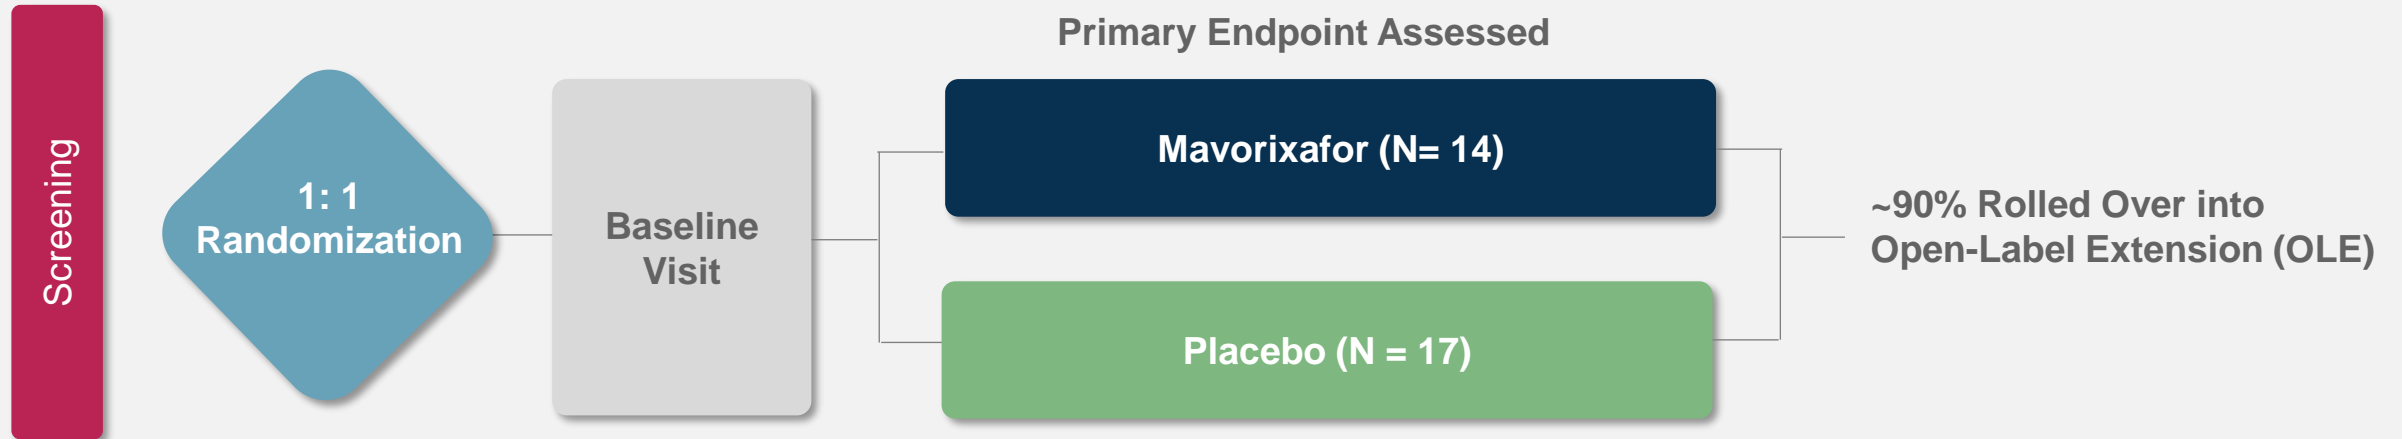 Screening
1: 1
Randomization
Baseline
Visit
Primary Endpoint Assessed
Mavorixafor (N= 14)
Placebo (N = 17)
~90% Rolled Over into
Open-Label Extension (OLE)